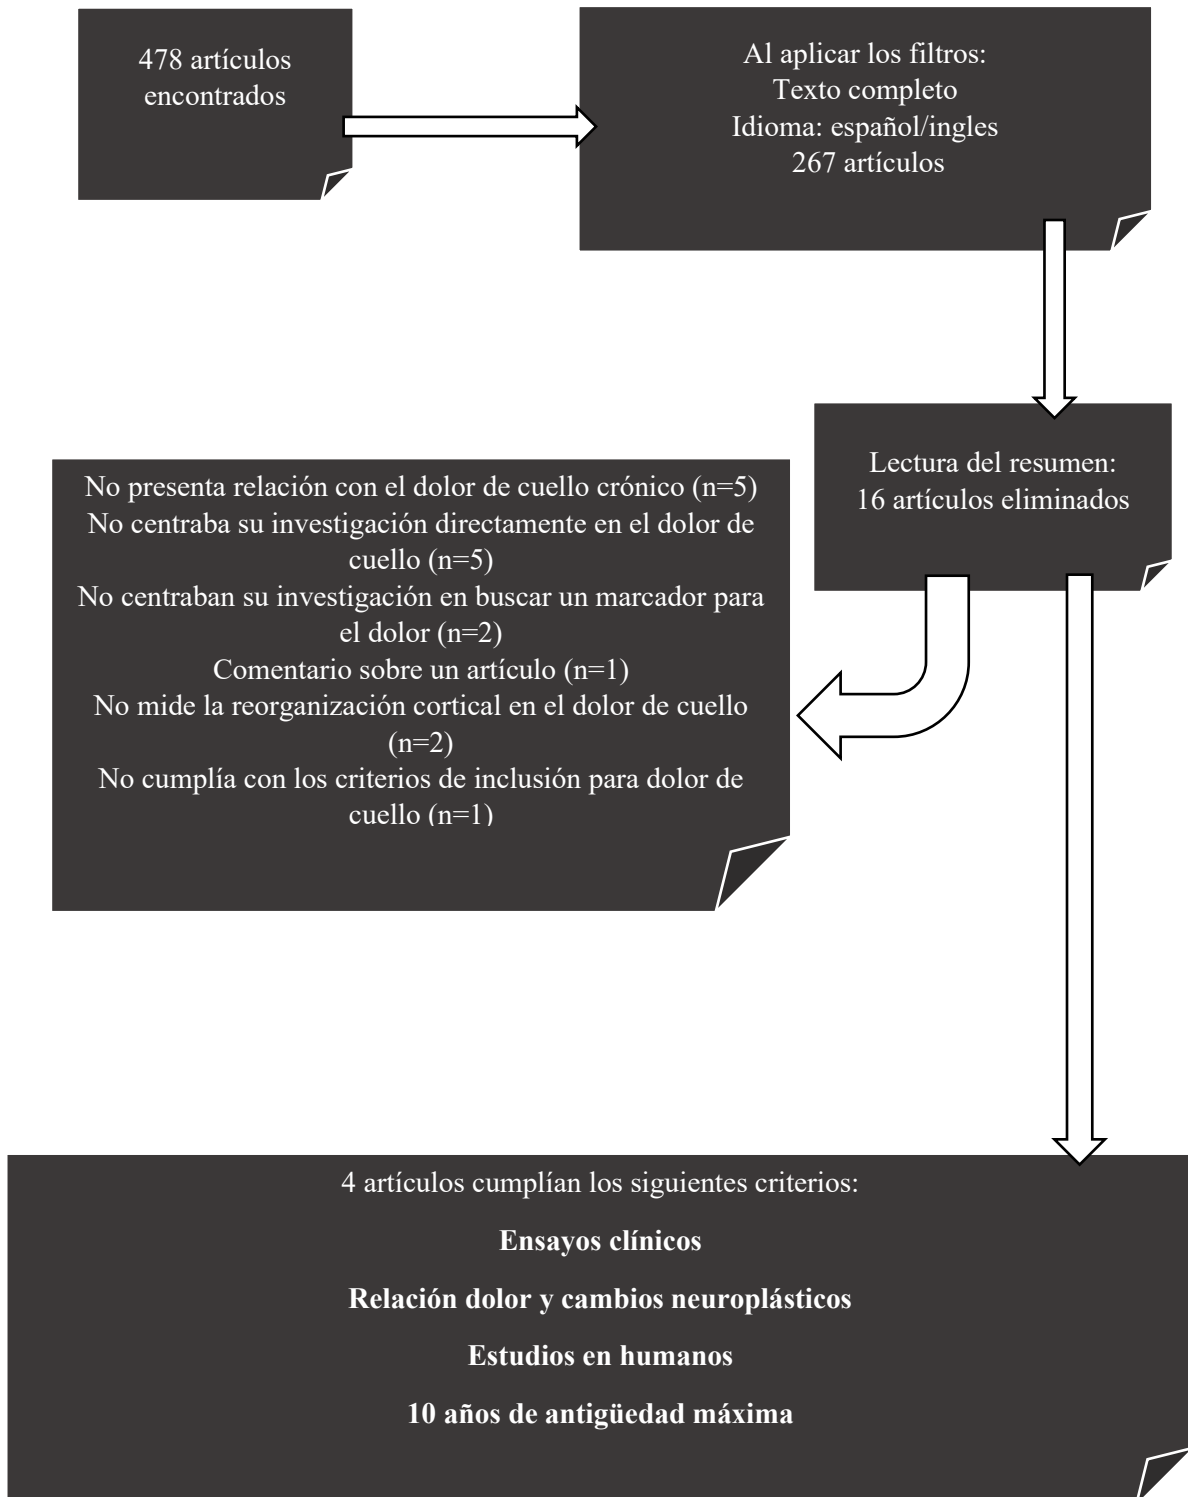 478 artículos
encontrados
Al aplicar los filtros:
Texto completo
Idioma: español/ingles
267 artículos
Lectura del resumen:
16 artículos eliminados
No presenta relación con el dolor de cuello crónico (n=5)
No centraba su investigación directamente en el dolor de
cuello (n=5)
No centraban su investigación en buscar un marcador para
el dolor (n=2)
Comentario sobre un artículo (n=1)
No mide la reorganización cortical en el dolor de cuello
(n=2)
No cumplía con los criterios de inclusión para dolor de
cuello (n=1)
4 artículos cumplían los siguientes criterios:
Ensayos clínicos
Relación dolor y cambios neuroplásticos
Estudios en humanos
10 años de antigüedad máxima